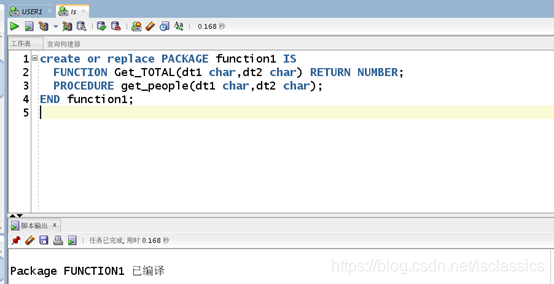 USER1 × ls ×
0.168 秒
工作表 查询构建器
1 create or replace PACKAGE function1 IS
2 FUNCTION Get_TOTAL(dt1 char,dt2 char) RETURN NUMBER;
3 PROCEDURE get_people(dt1 char,dt2 char);
4 END function1;
5
脚本输出 ×
任务已完成, 用时 0.168 秒
Package FUNCTION1 已编译
https://blog.csdn.net/lsclassics